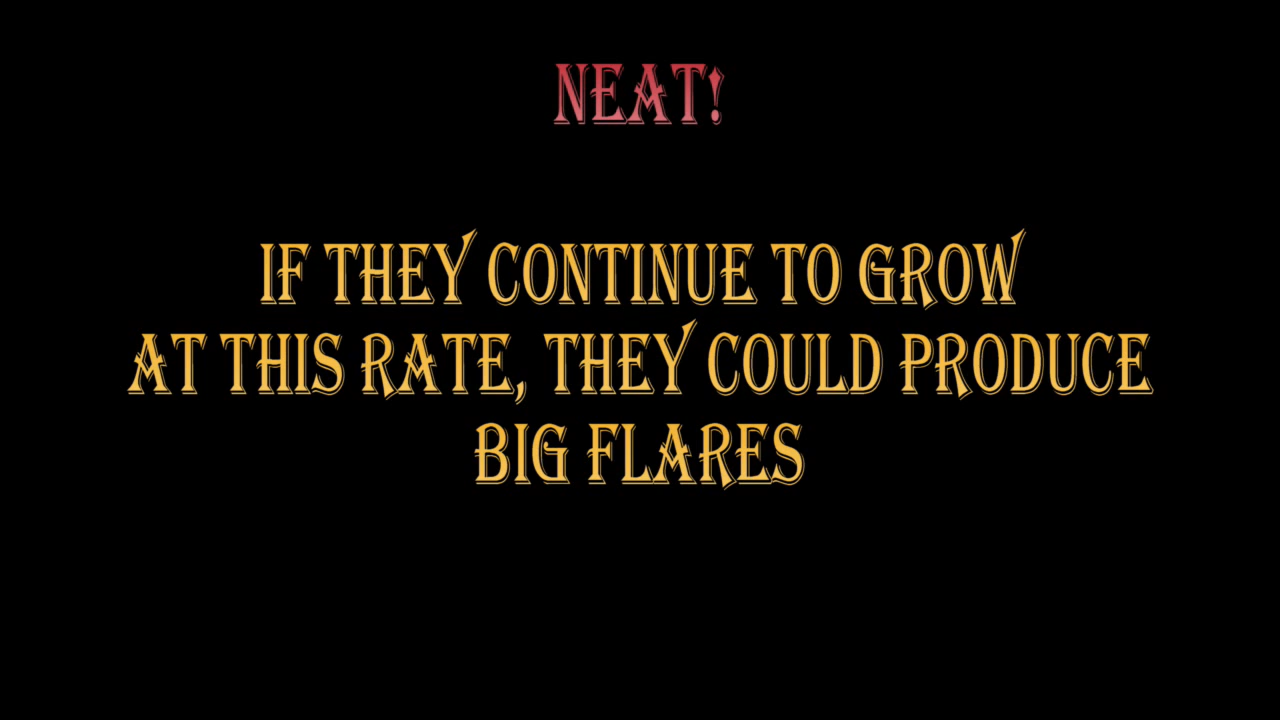 NEAT!
IF THEY CONTINUE TO GROW
AT THIS RATE, THEY COULD PRODUCE
BIG FLARES